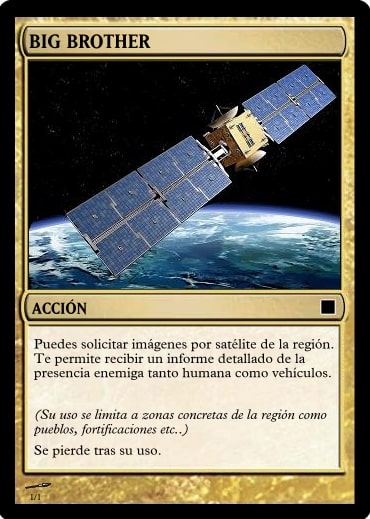 BIG BROTHER
ACCIÓN
Puedes solicitar imágenes por satélite de la región.
Te permite recibir un informe detallado de la
presencia enemiga tanto humana como vehículos.
(Su uso se limita a zonas concretas de la región como
pueblos, fortificaciones etc..)
Se pierde tras su uso.
1/1